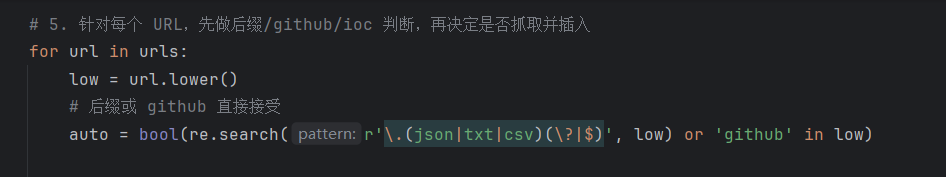 # 5. 针对每个 URL，先做后缀/github/ioc 判断，再决定是否抓取并插入
for url in urls:
low = url.lower()
# 后缀或 github 直接接受
auto = bool(re.search( pattern: r'\.(json|txt|csv)(\?|$)', low) or 'github' in low)